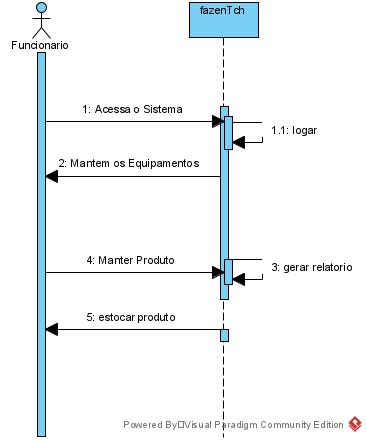 fazenTch
Funcionario
1: Acessa o Sistema
1.1: logar
2: Mantem os Equipamentos
4: Manter Produto
3: gerar relatorio
5: estocar produto
Powered By□Visual Paradigm Community Edition